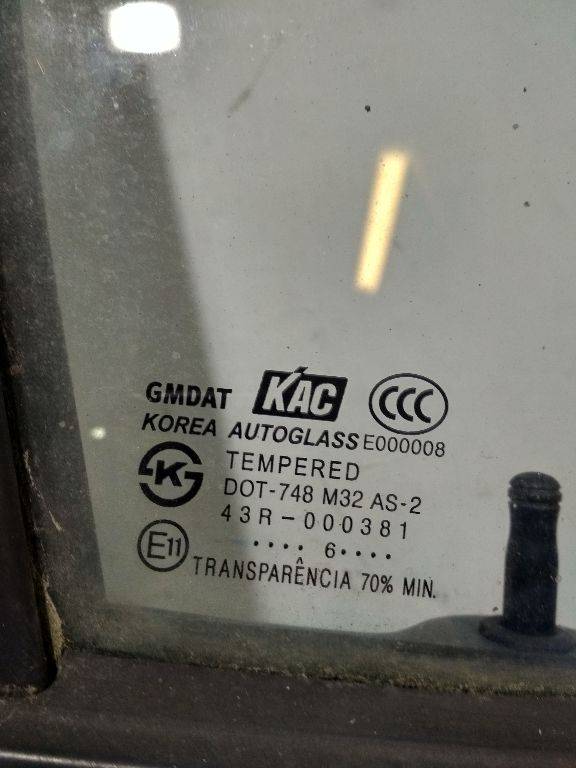 GMDAT KAC CCC
KOREA AUTOGLASS E000008
K TEMPERED
DOT-748 M32 AS-2
43R-000381
E11 ···· 6 ····
TRANSPARÊNCIA 70% MIN.